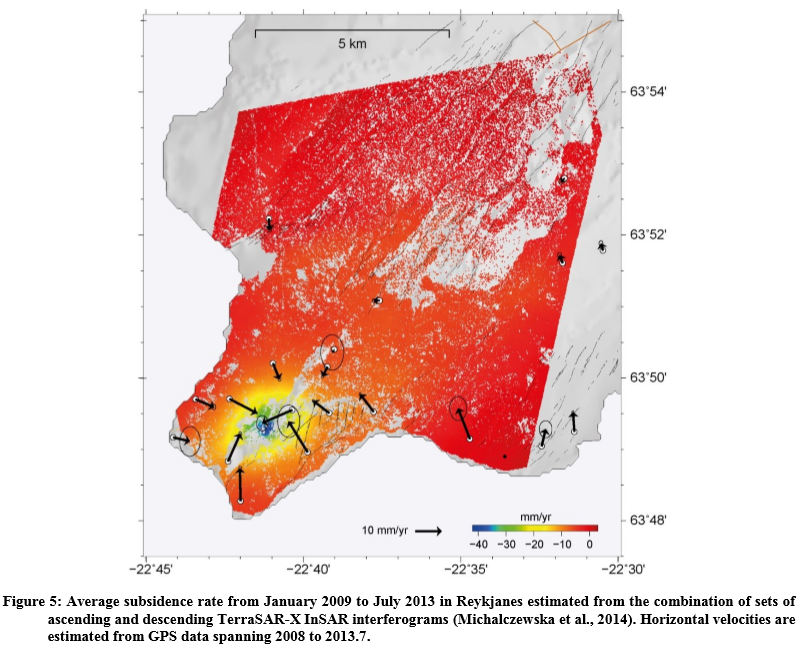 5 km
63°54'
63°52'
63°50'
63°48'
10 mm/yr
mm/yr
−40 −30 −20 −10 0
−22°45' −22°40' −22°35' −22°30'
Figure 5: Average subsidence rate from January 2009 to July 2013 in Reykjanes estimated from the combination of sets of
ascending and descending TerraSAR-X InSAR interferograms (Michalczewska et al., 2014). Horizontal velocities are
estimated from GPS data spanning 2008 to 2013.7.